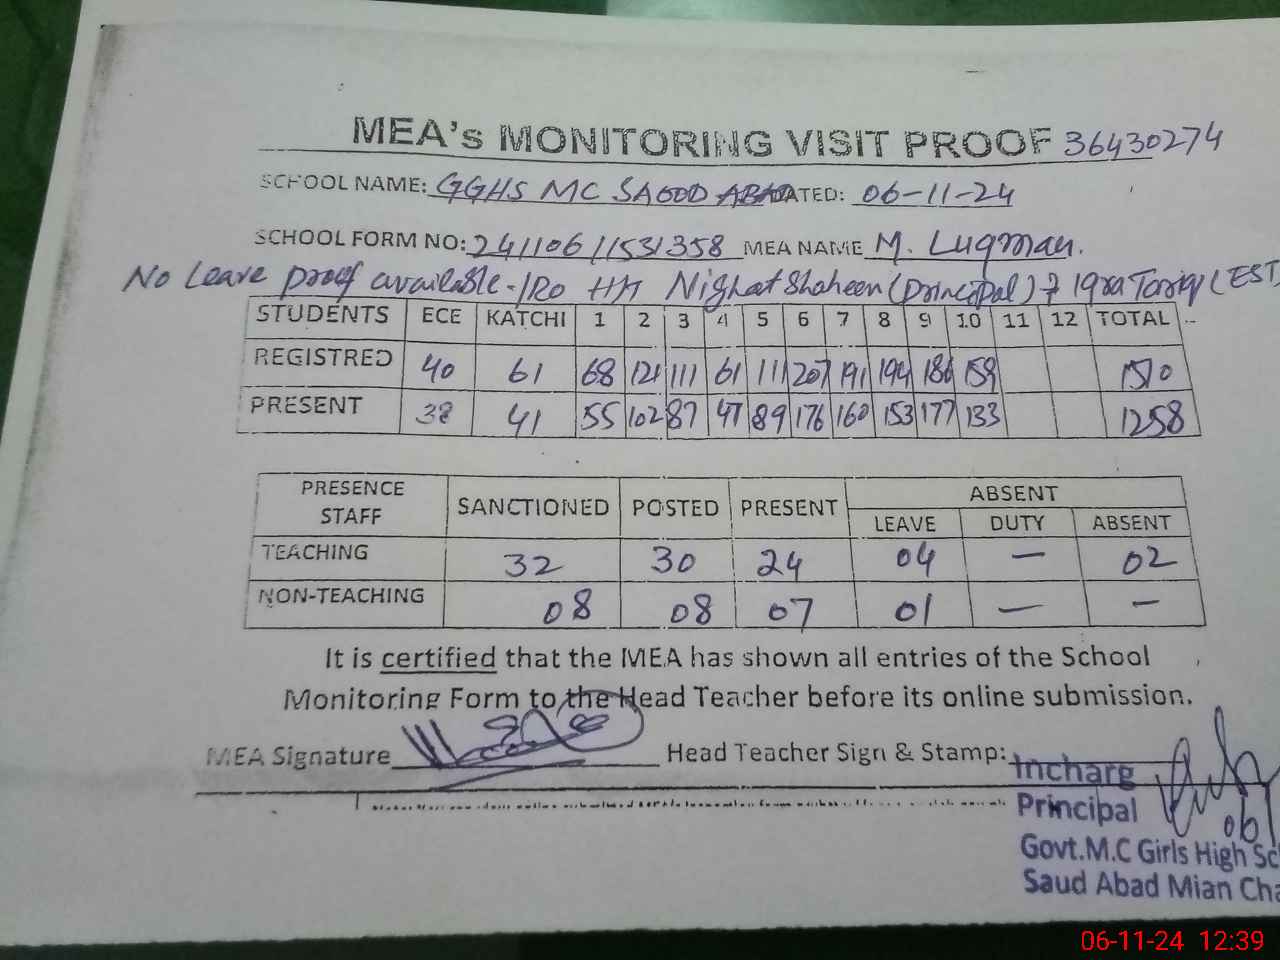 MEA's MONITORING VISIT PROOF 36430274
SCHOOL NAME: GGHS MC SAOOD ABAD DATED: 06-11-24
SCHOOL FORM NO: 241106/1531358 MEA NAME M. Luqman.
No Leave proof available. I/Ro HM Nighat Shaheen (Principal) & Iqra Tariq (EST
STUDENTS ECE KATCHI 1 2 3 4 5 6 7 8 9 10 11 12 TOTAL
REGISTRED 40 61 68 121 111 61 111 207 191 194 186 159 1510
PRESENT 38 41 55 102 87 47 89 176 160 153 177 133 1258
PRESENCE STAFF SANCTIONED POSTED PRESENT ABSENT
LEAVE DUTY ABSENT
TEACHING 32 30 24 04 — 02
NON-TEACHING 08 08 07 01 — —
It is certified that the MEA has shown all entries of the School
Monitoring Form to the Head Teacher before its online submission.
MEA Signature Head Teacher Sign & Stamp:
Incharg
Principal
Govt.M.C Girls High Sc
Saud Abad Mian Cha
06-11-24 12:39